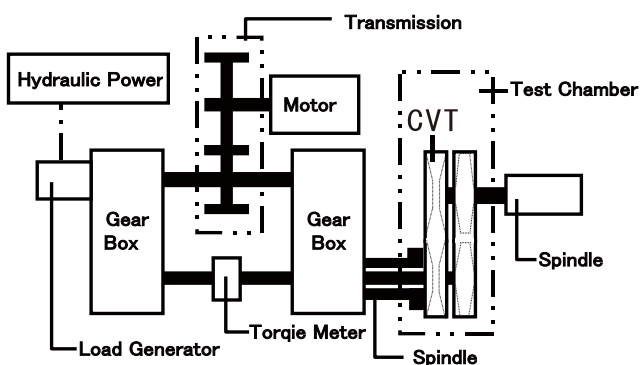 Transmission
Hydraulic Power
Motor
Test Chamber
CVT
Gear
Box
Gear
Box
Spindle
Torqie Meter
Load Generator
Spindle